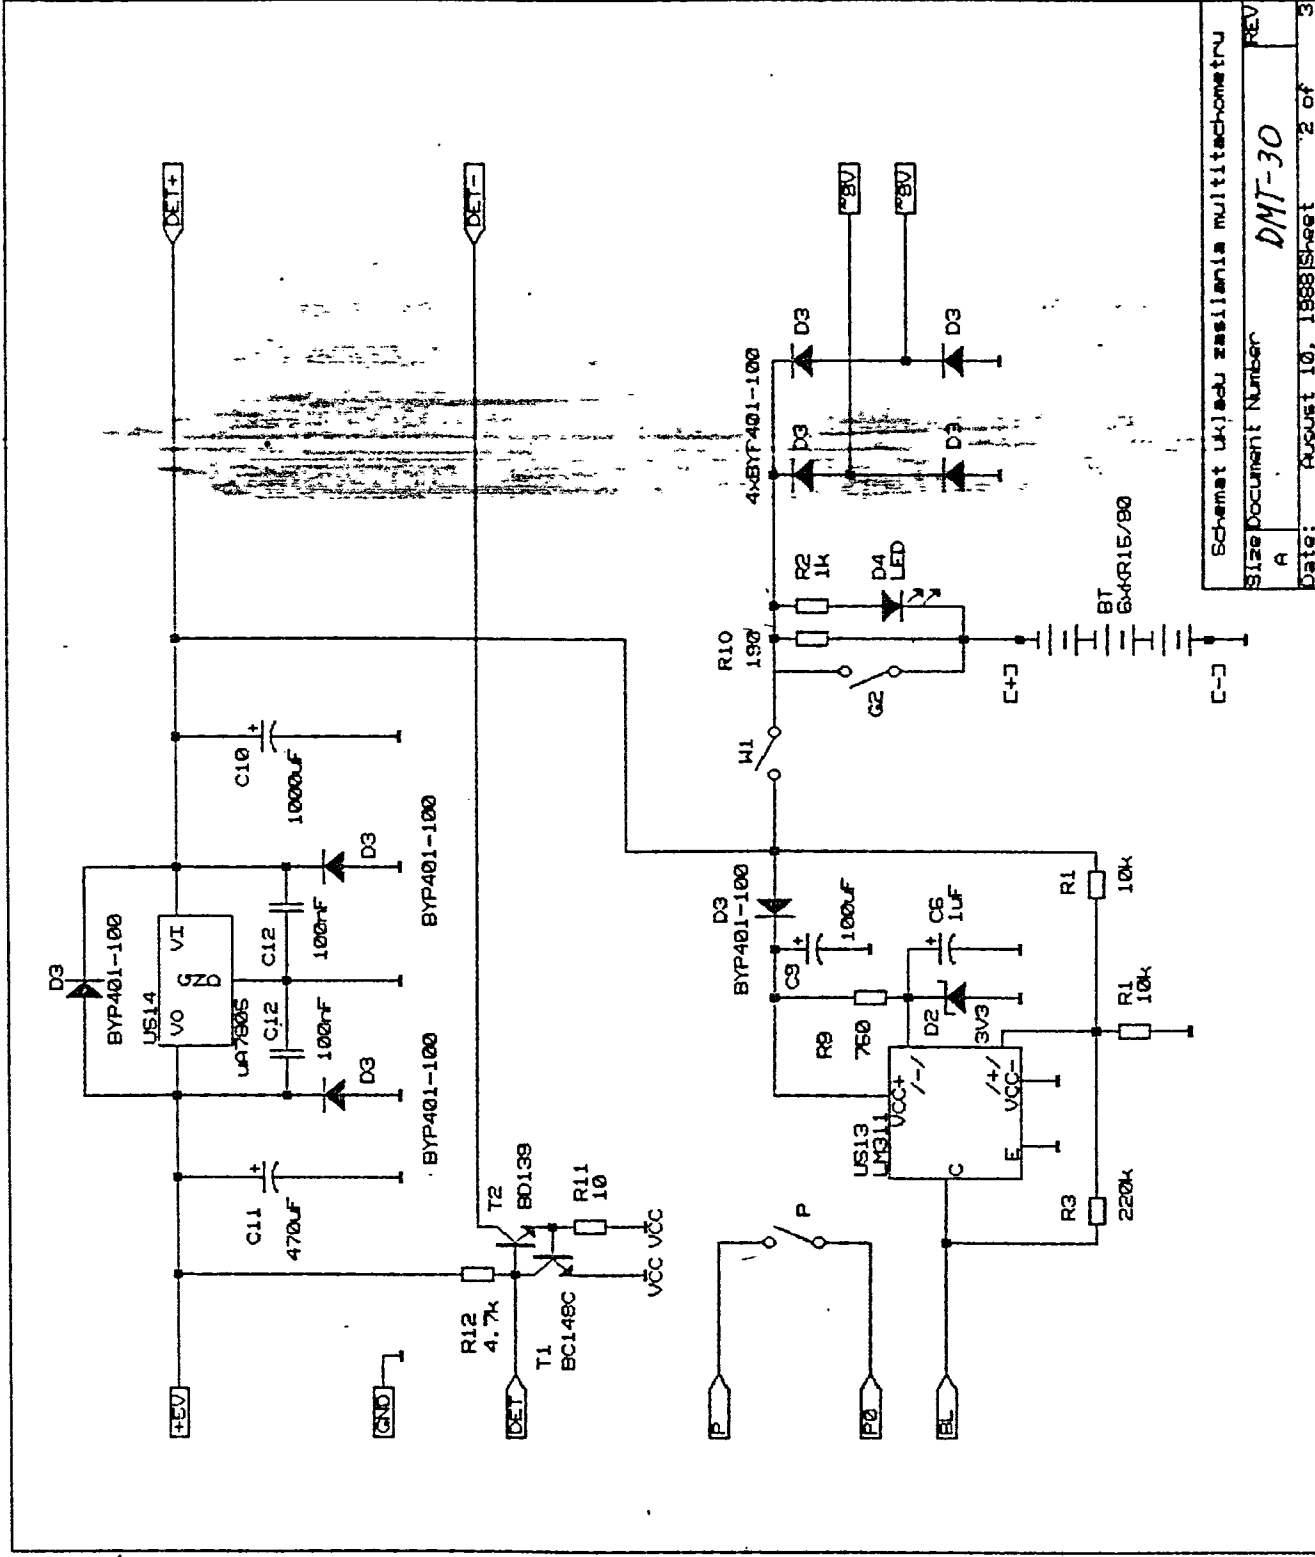 +5V
GND
DET
P
P0
BL
DET+
DET-
~8V
~8V
D3
BYP401-100
US14
VO
VI
GND
uA7805
C12
100nF
C12
100nF
D3
BYP401-100
D3
BYP401-100
C11
470uF
C10
1000uF
R12
4.7k
T1
BC148C
T2
BD139
R11
10
VCC
VCC
P
W1
R10
190
R2
1k
D4
LED
G2
4xBYP401-100
D3
D3
D3
D3
[+]
BT
6xKR15/80
[-]
D3
BYP401-100
C9
100uF
R9
760
D2
3V3
C6
1uF
US13
LM311
VCC+
/-/
/+/
VCC-
C
E
R3
220k
R1
10k
R1
10k
Schemat układu zasilania multitachometru
Size
Document Number
REV
A
DMT-30
Date: August 10, 1988
Sheet 2 of 3